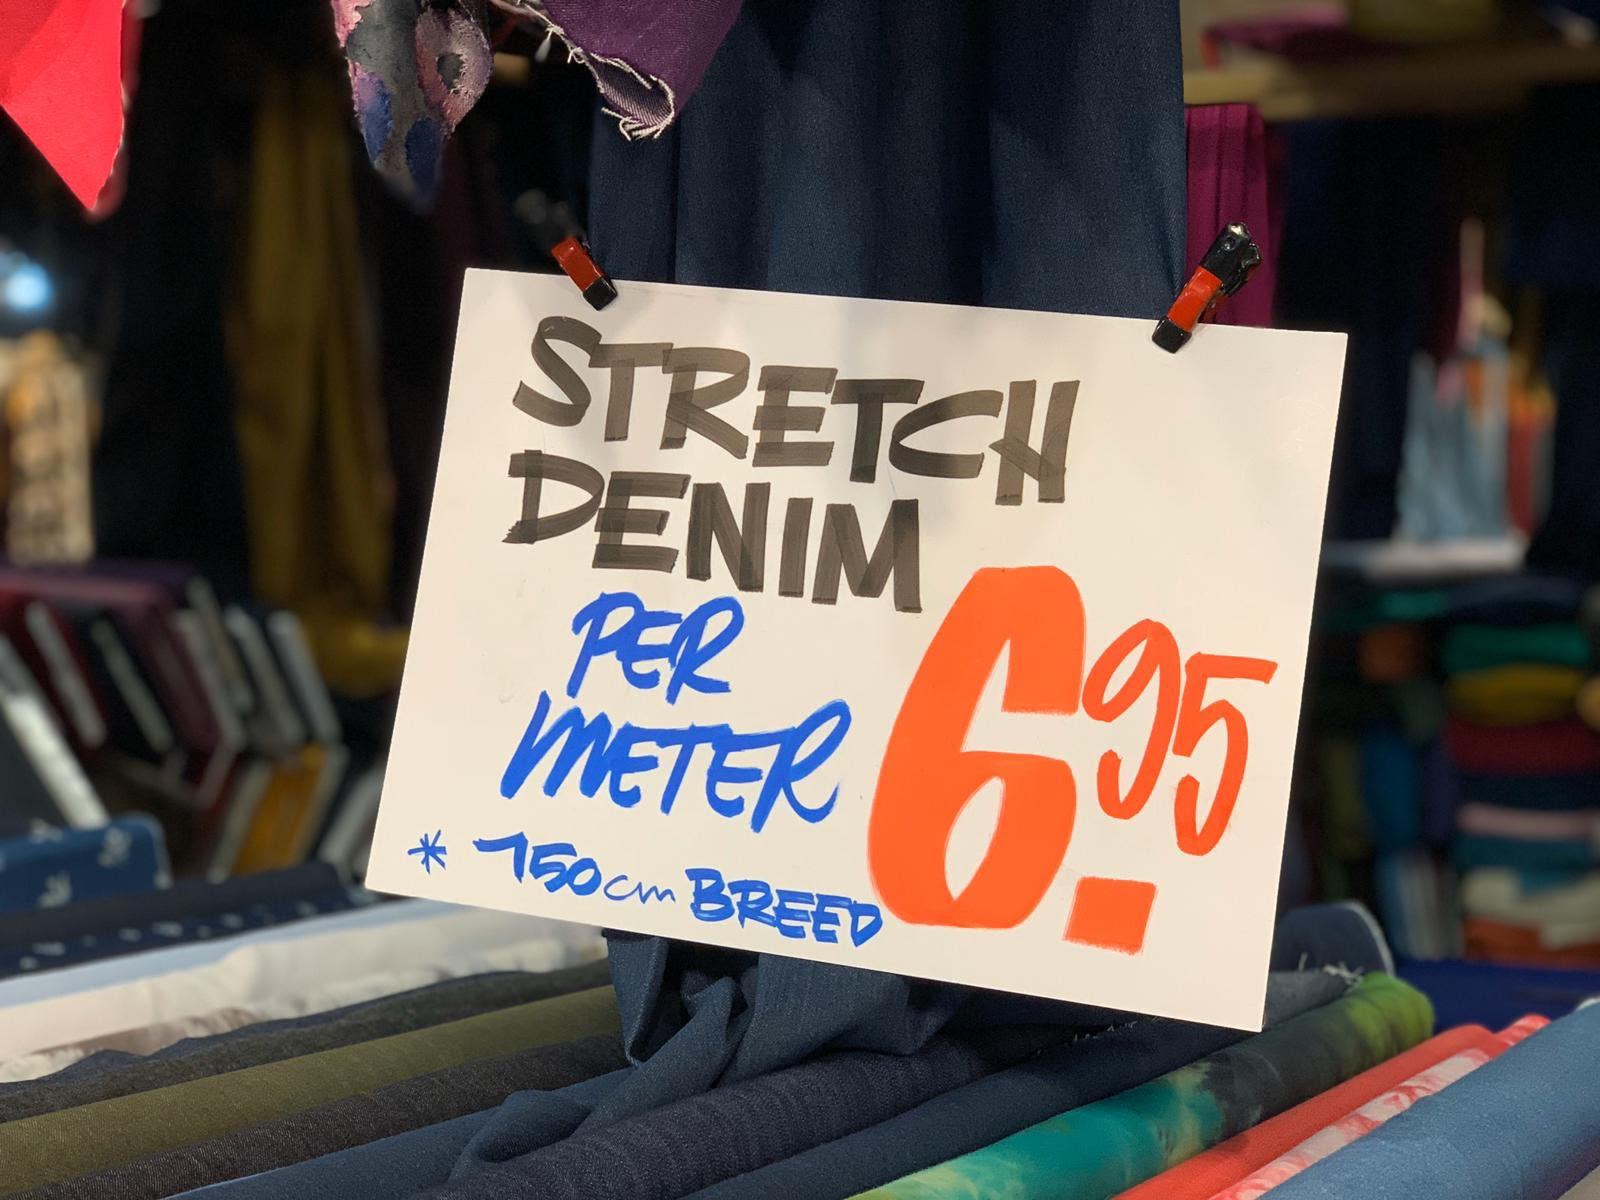 STRETCH
DENIM
PER
METER
6.95
* 150cm BREED